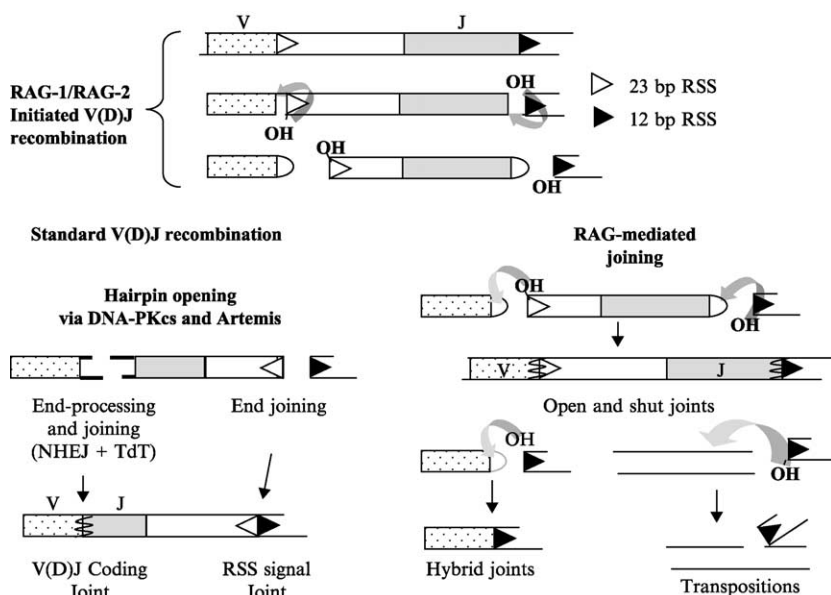 V J
RAG-1/RAG-2
Initiated V(D)J
recombination
OH
OH
23 bp RSS
12 bp RSS
OH
OH
Standard V(D)J recombination
RAG-mediated
joining
Hairpin opening
via DNA-PKcs and Artemis
OH
OH
End-processing
and joining
(NHEJ + TdT)
End joining
V J
Open and shut joints
OH
OH
V J
V(D)J Coding
Joint
RSS signal
Joint
Hybrid joints
Transpositions